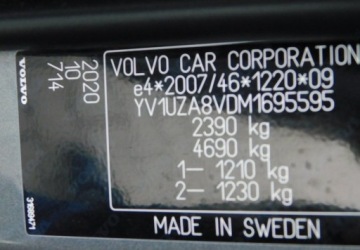 VOLVO
2020
10
714
VOLVO CAR CORPORATION
e4*2007/46*1220*09
YV1UZA8VDM1695595
2390 kg
4690 kg
1— 1210 kg
2— 1230 kg
MADE IN SWEDEN